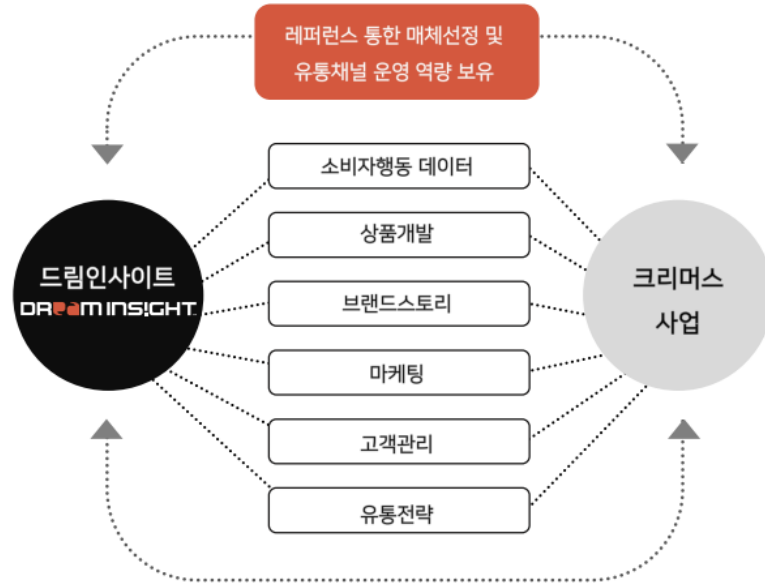 레퍼런스 통한 매체선정 및
유통채널 운영 역량 보유
소비자행동 데이터
상품개발
브랜드스토리
마케팅
고객관리
유통전략
드림인사이트
DREAM INS!GHT
크리머스
사업